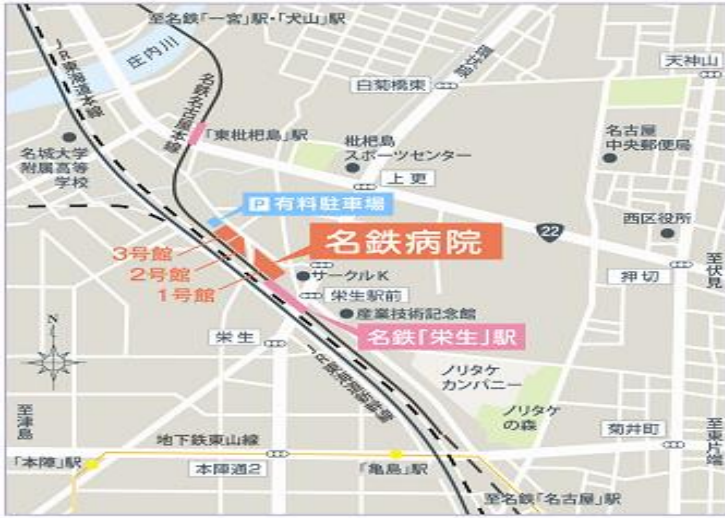 至名鉄「一宮」駅・「犬山」駅
庄内川
JR東海道本線
名鉄名古屋本線
環状線
白菊橋東
天神山
「東枇杷島」駅
名城大学
附属高等
学校
枇杷島
スポーツセンター
名古屋
中央郵便局
上更
P 有料駐車場
22
西区役所
名鉄病院
3号館
2号館
1号館
サークルK
至伏見
押切
栄生駅前
産業技術記念館
栄生
名鉄「栄生」駅
N
ノリタケ
カンパニー
ノリタケ
の森
至津島
地下鉄東山線
菊井町
至東片端
「本陣」駅
本陣通2
「亀島」駅
至名鉄「名古屋」駅